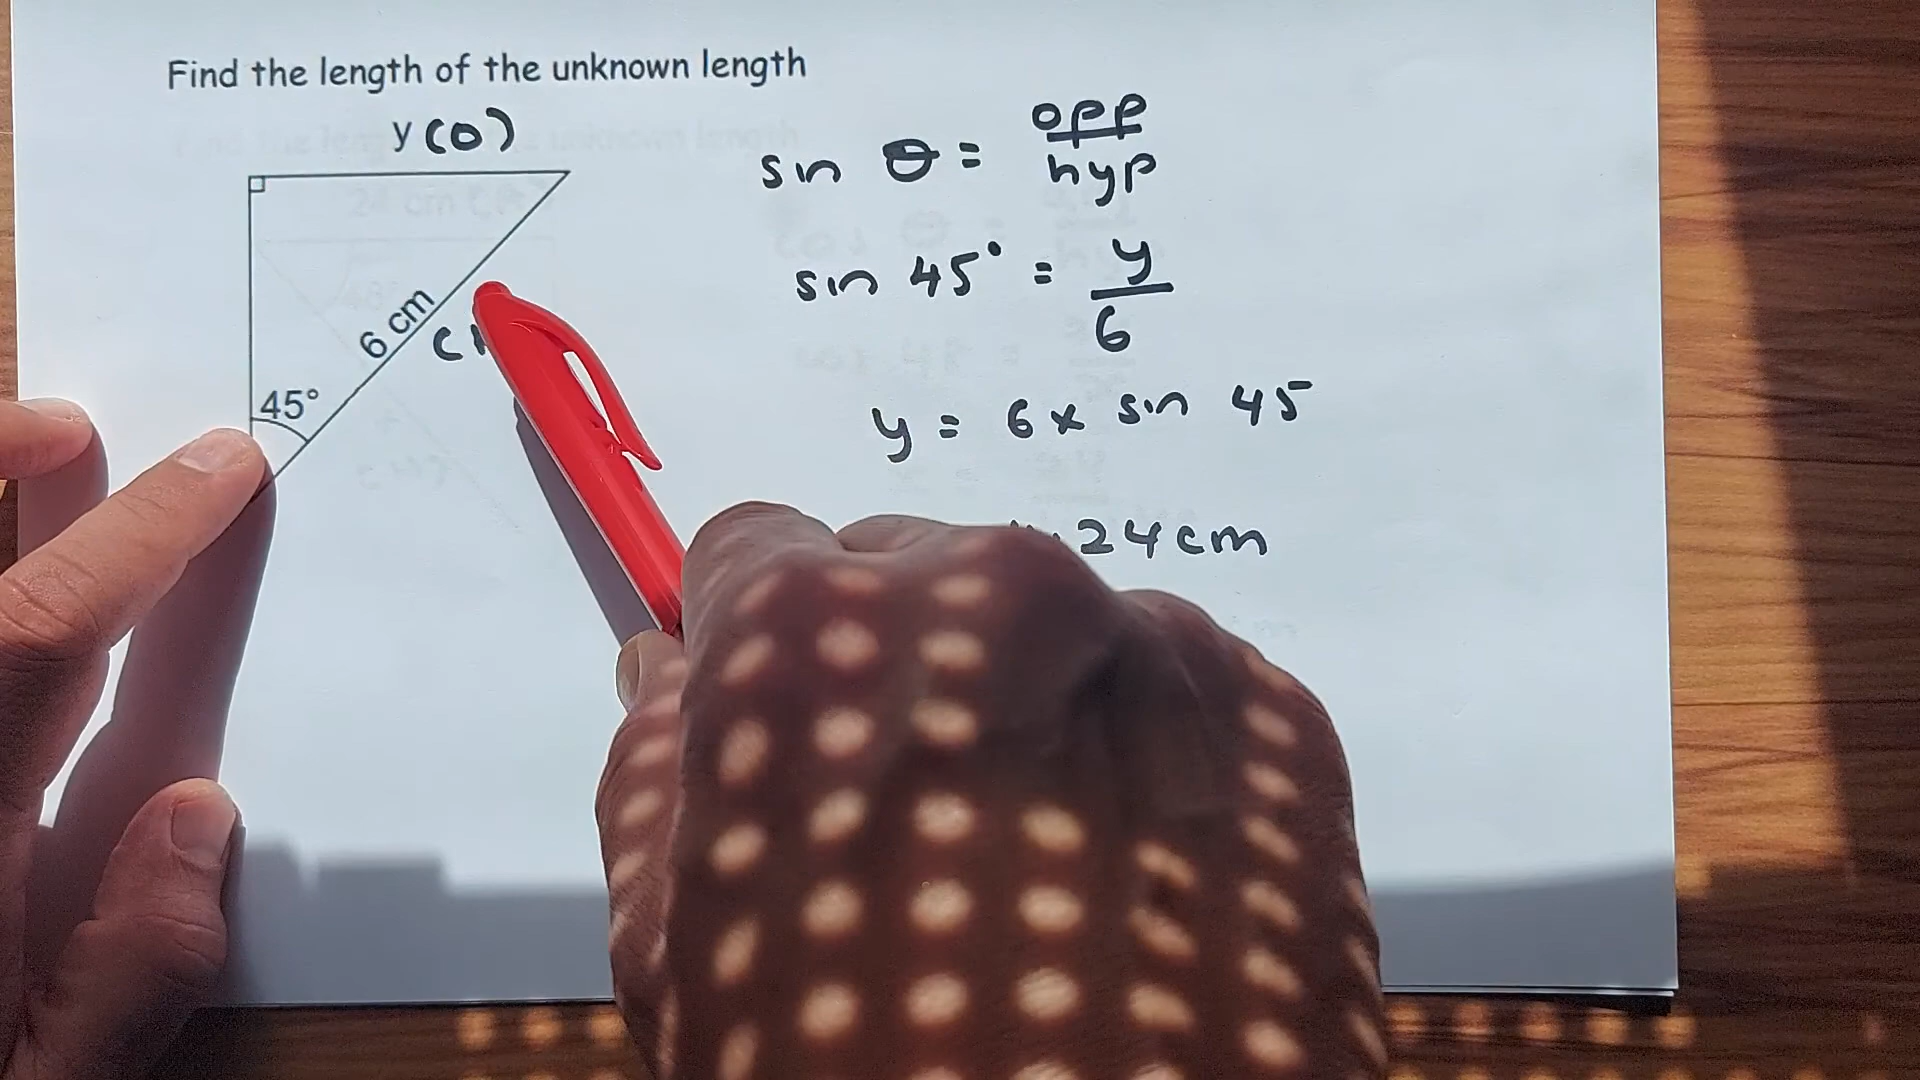 Find the length of the unknown length
y (O)
6 cm
45°
sin θ = opp
hyp
sin 45° = y
6
y = 6 x sin 45
.24 cm